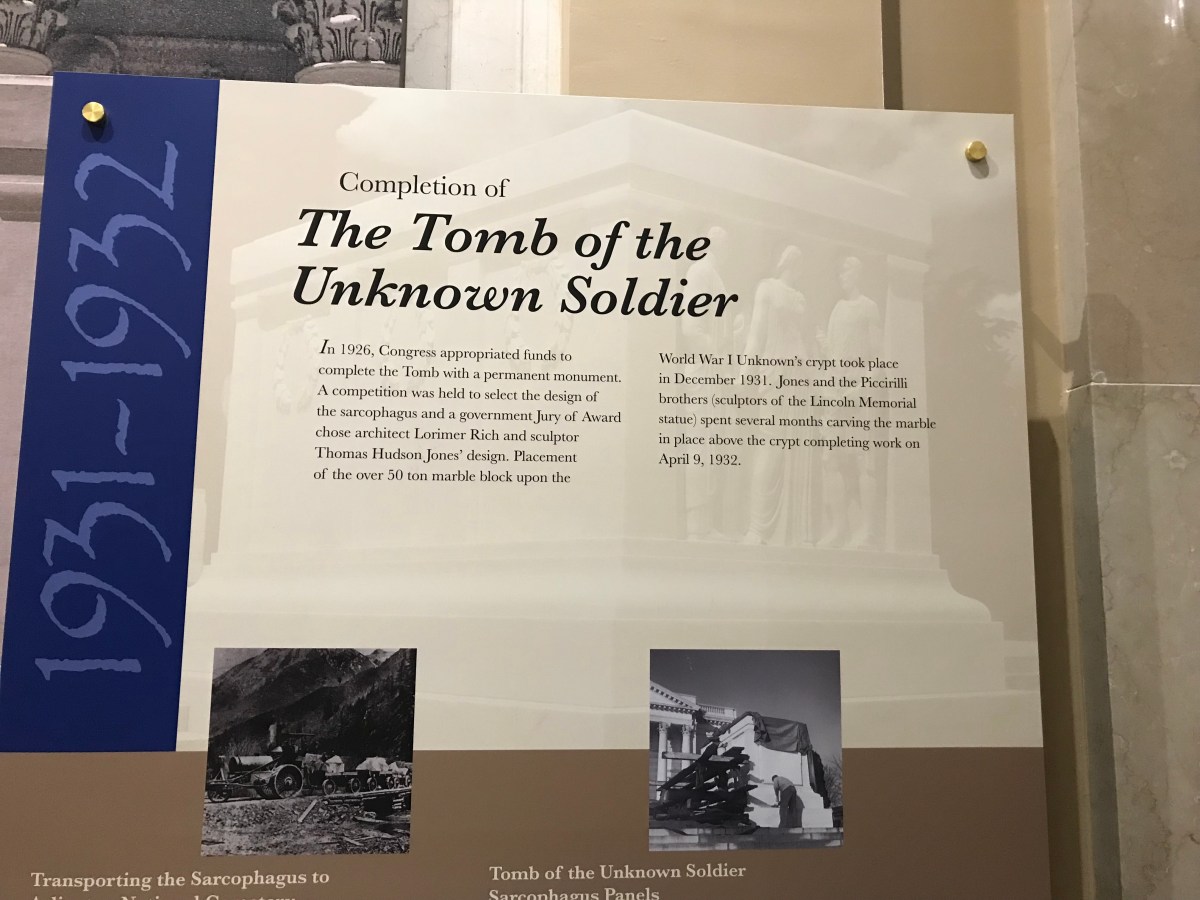 1931–1932
Completion of
The Tomb of the
Unknown Soldier
In 1926, Congress appropriated funds to
complete the Tomb with a permanent monument.
A competition was held to select the design of
the sarcophagus and a government Jury of Award
chose architect Lorimer Rich and sculptor
Thomas Hudson Jones' design. Placement
of the over 50 ton marble block upon the
World War I Unknown's crypt took place
in December 1931. Jones and the Piccirilli
brothers (sculptors of the Lincoln Memorial
statue) spent several months carving the marble
in place above the crypt completing work on
April 9, 1932.
Transporting the Sarcophagus to
Arlington National Cemetery
Tomb of the Unknown Soldier
Sarcophagus Panels